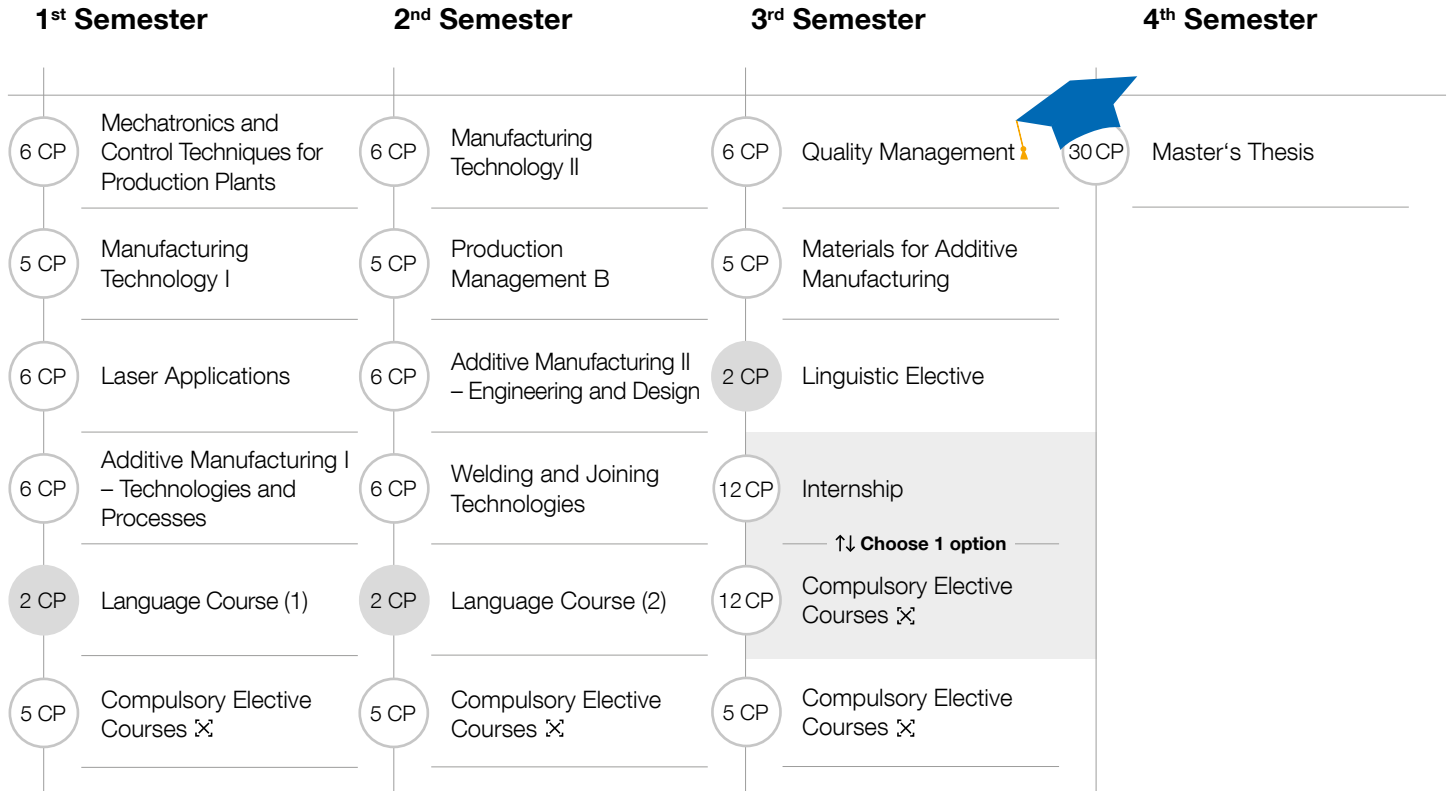 1st Semester
2nd Semester
3rd Semester
4th Semester
6 CP
Mechatronics and
Control Techniques for
Production Plants
5 CP
Manufacturing
Technology I
6 CP
Laser Applications
6 CP
Additive Manufacturing I
– Technologies and
Processes
2 CP
Language Course (1)
5 CP
Compulsory Elective
Courses
6 CP
Manufacturing
Technology II
5 CP
Production
Management B
6 CP
Additive Manufacturing II
– Engineering and Design
6 CP
Welding and Joining
Technologies
2 CP
Language Course (2)
5 CP
Compulsory Elective
Courses
6 CP
Quality Management
5 CP
Materials for Additive
Manufacturing
2 CP
Linguistic Elective
12 CP
Internship
↑↓ Choose 1 option
12 CP
Compulsory Elective
Courses
5 CP
Compulsory Elective
Courses
30 CP
Master‘s Thesis